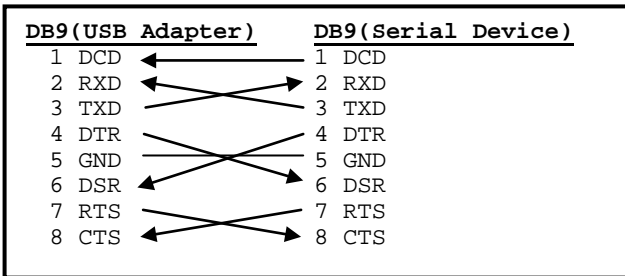 DB9(USB Adapter) DB9(Serial Device)
1 DCD 1 DCD
2 RXD 2 RXD
3 TXD 3 TXD
4 DTR 4 DTR
5 GND 5 GND
6 DSR 6 DSR
7 RTS 7 RTS
8 CTS 8 CTS